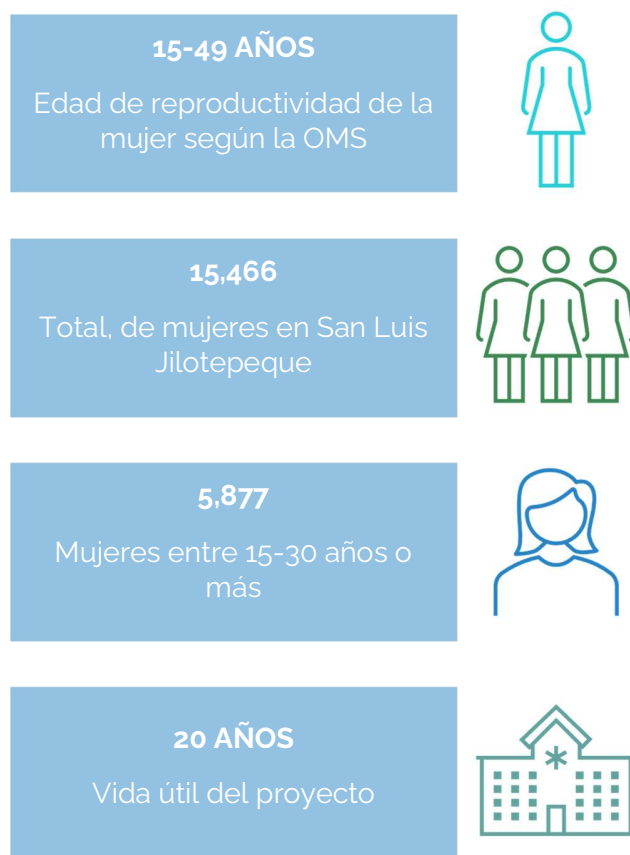 15-49 AÑOS
Edad de reproductividad de la
mujer según la OMS
15,466
Total, de mujeres en San Luis
Jilotepeque
5,877
Mujeres entre 15-30 años o
más
20 AÑOS
Vida útil del proyecto